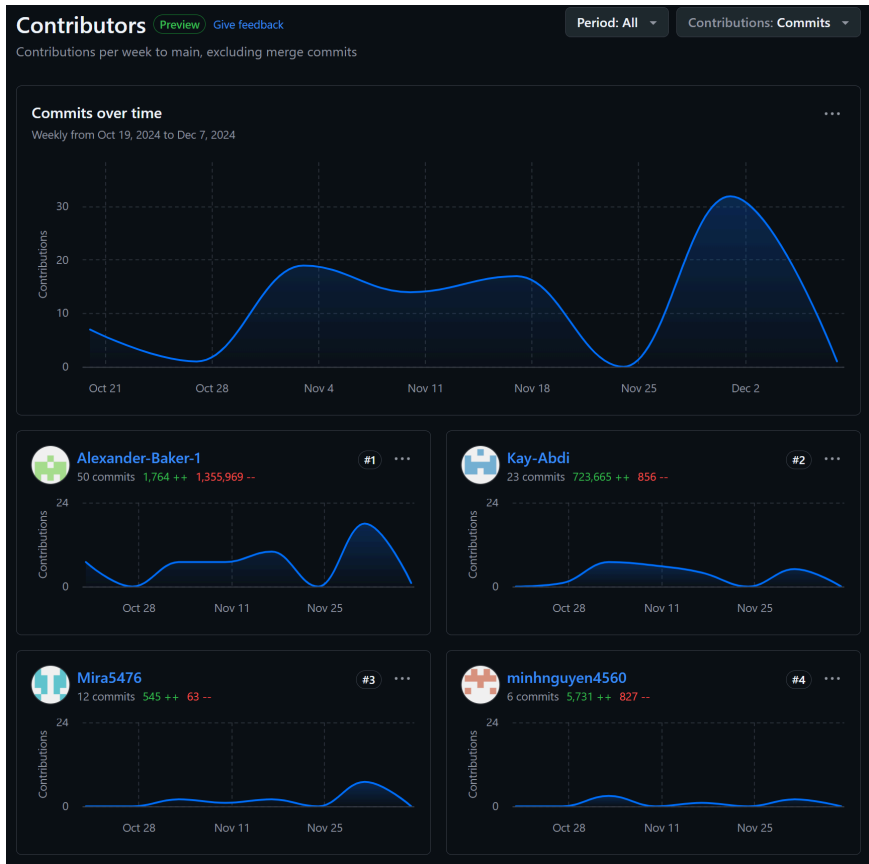 Contributors Preview Give feedback Period: All Contributions: Commits
Contributions per week to main, excluding merge commits
Commits over time
Weekly from Oct 19, 2024 to Dec 7, 2024
Contributions
30
20
10
0
Oct 21 Oct 28 Nov 4 Nov 11 Nov 18 Nov 25 Dec 2
Alexander-Baker-1 #1
50 commits 1,764 ++ 1,355,969 --
Contributions
24
0
Oct 28 Nov 11 Nov 25
Kay-Abdi #2
23 commits 723,665 ++ 856 --
Contributions
24
0
Oct 28 Nov 11 Nov 25
Mira5476 #3
12 commits 545 ++ 63 --
Contributions
24
0
Oct 28 Nov 11 Nov 25
minhnguyen4560 #4
6 commits 5,731 ++ 827 --
Contributions
24
0
Oct 28 Nov 11 Nov 25